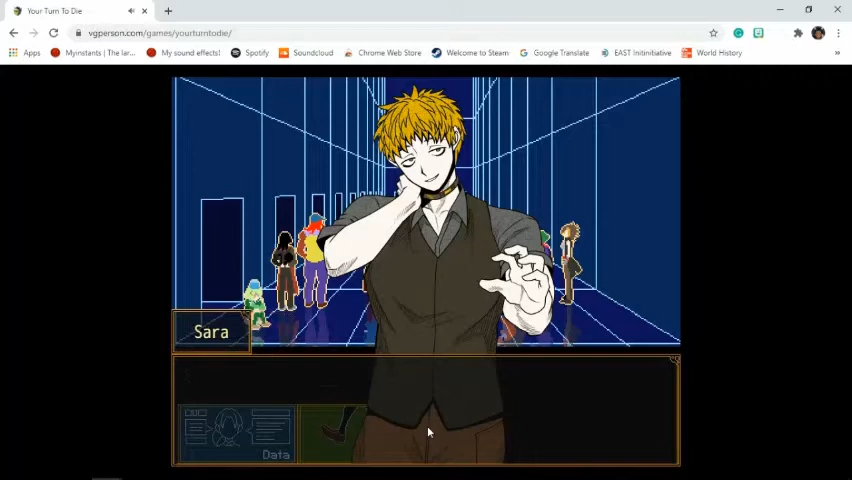 Your Turn To Die
vgperson.com/games/yourturntodie/
Apps
Myinstants | The lar...
My sound effects!
Spotify
Soundcloud
Chrome Web Store
Welcome to Steam
Google Translate
EAST Initinitiative
World History
»
Sara
Data